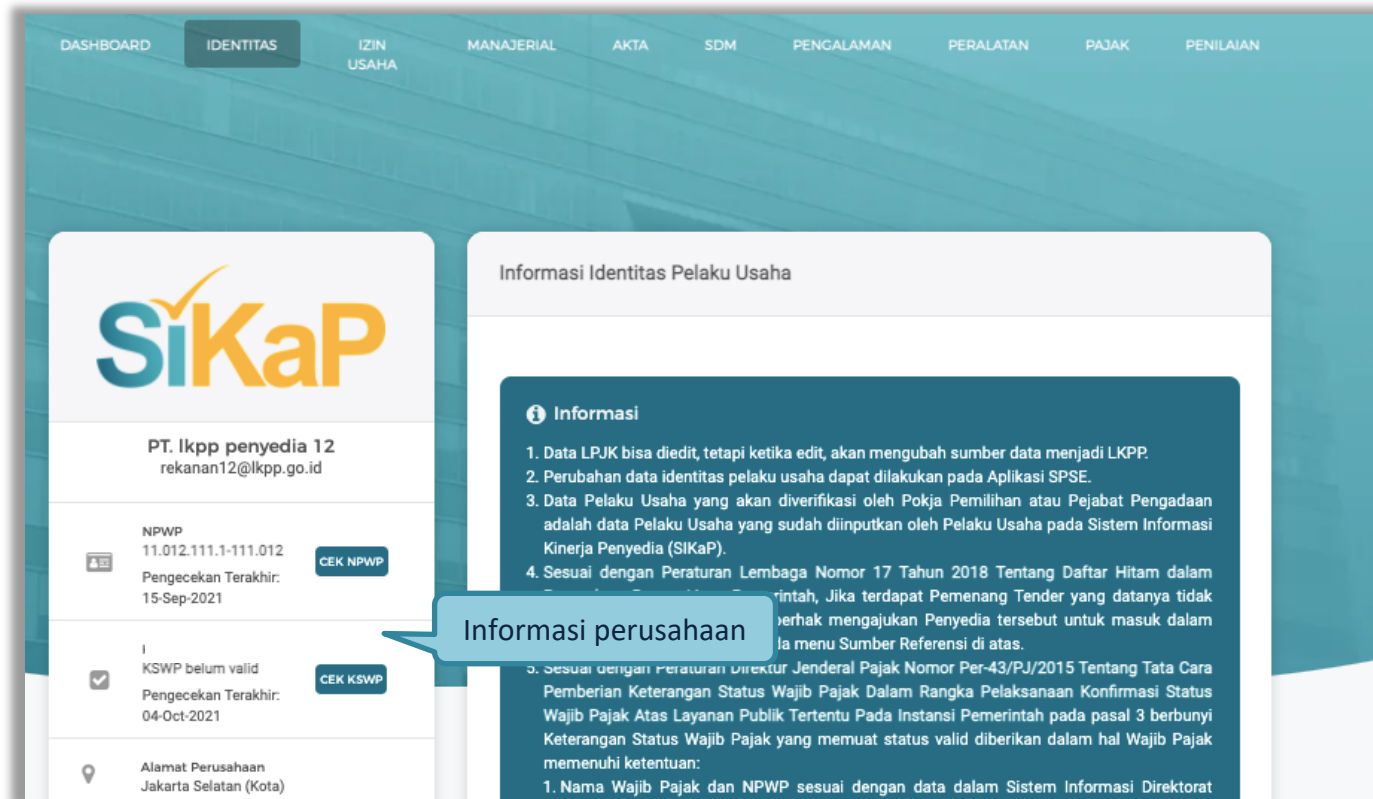 DASHBOARD IDENTITAS IZIN USAHA MANAJERIAL AKTA SDM PENGALAMAN PERALATAN PAJAK PENILAIAN
SiKaP
PT. lkpp penyedia 12
rekanan12@lkpp.go.id
NPWP
11.012.111.1-111.012
CEK NPWP
Pengecekan Terakhir:
15-Sep-2021
I
KSWP belum valid
CEK KSWP
Pengecekan Terakhir:
04-Oct-2021
Alamat Perusahaan
Jakarta Selatan (Kota)
Informasi perusahaan
Informasi Identitas Pelaku Usaha
Informasi
1. Data LPJK bisa diedit, tetapi ketika edit, akan mengubah sumber data menjadi LKPP.
2. Perubahan data identitas pelaku usaha dapat dilakukan pada Aplikasi SPSE.
3. Data Pelaku Usaha yang akan diverifikasi oleh Pokja Pemilihan atau Pejabat Pengadaan
adalah data Pelaku Usaha yang sudah diinputkan oleh Pelaku Usaha pada Sistem Informasi
Kinerja Penyedia (SIKaP).
4. Sesuai dengan Peraturan Lembaga Nomor 17 Tahun 2018 Tentang Daftar Hitam dalam
Jika terdapat Pemenang Tender yang datanya tidak
berhak mengajukan Penyedia tersebut untuk masuk dalam
menu Sumber Referensi di atas.
5. Sesuai dengan Peraturan Direktur Jenderal Pajak Nomor Per-43/PJ/2015 Tentang Tata Cara
Pemberian Keterangan Status Wajib Pajak Dalam Rangka Pelaksanaan Konfirmasi Status
Wajib Pajak Atas Layanan Publik Tertentu Pada Instansi Pemerintah pada pasal 3 berbunyi
Keterangan Status Wajib Pajak yang memuat status valid diberikan dalam hal Wajib Pajak
memenuhi ketentuan:
1. Nama Wajib Pajak dan NPWP sesuai dengan data dalam Sistem Informasi Direktorat